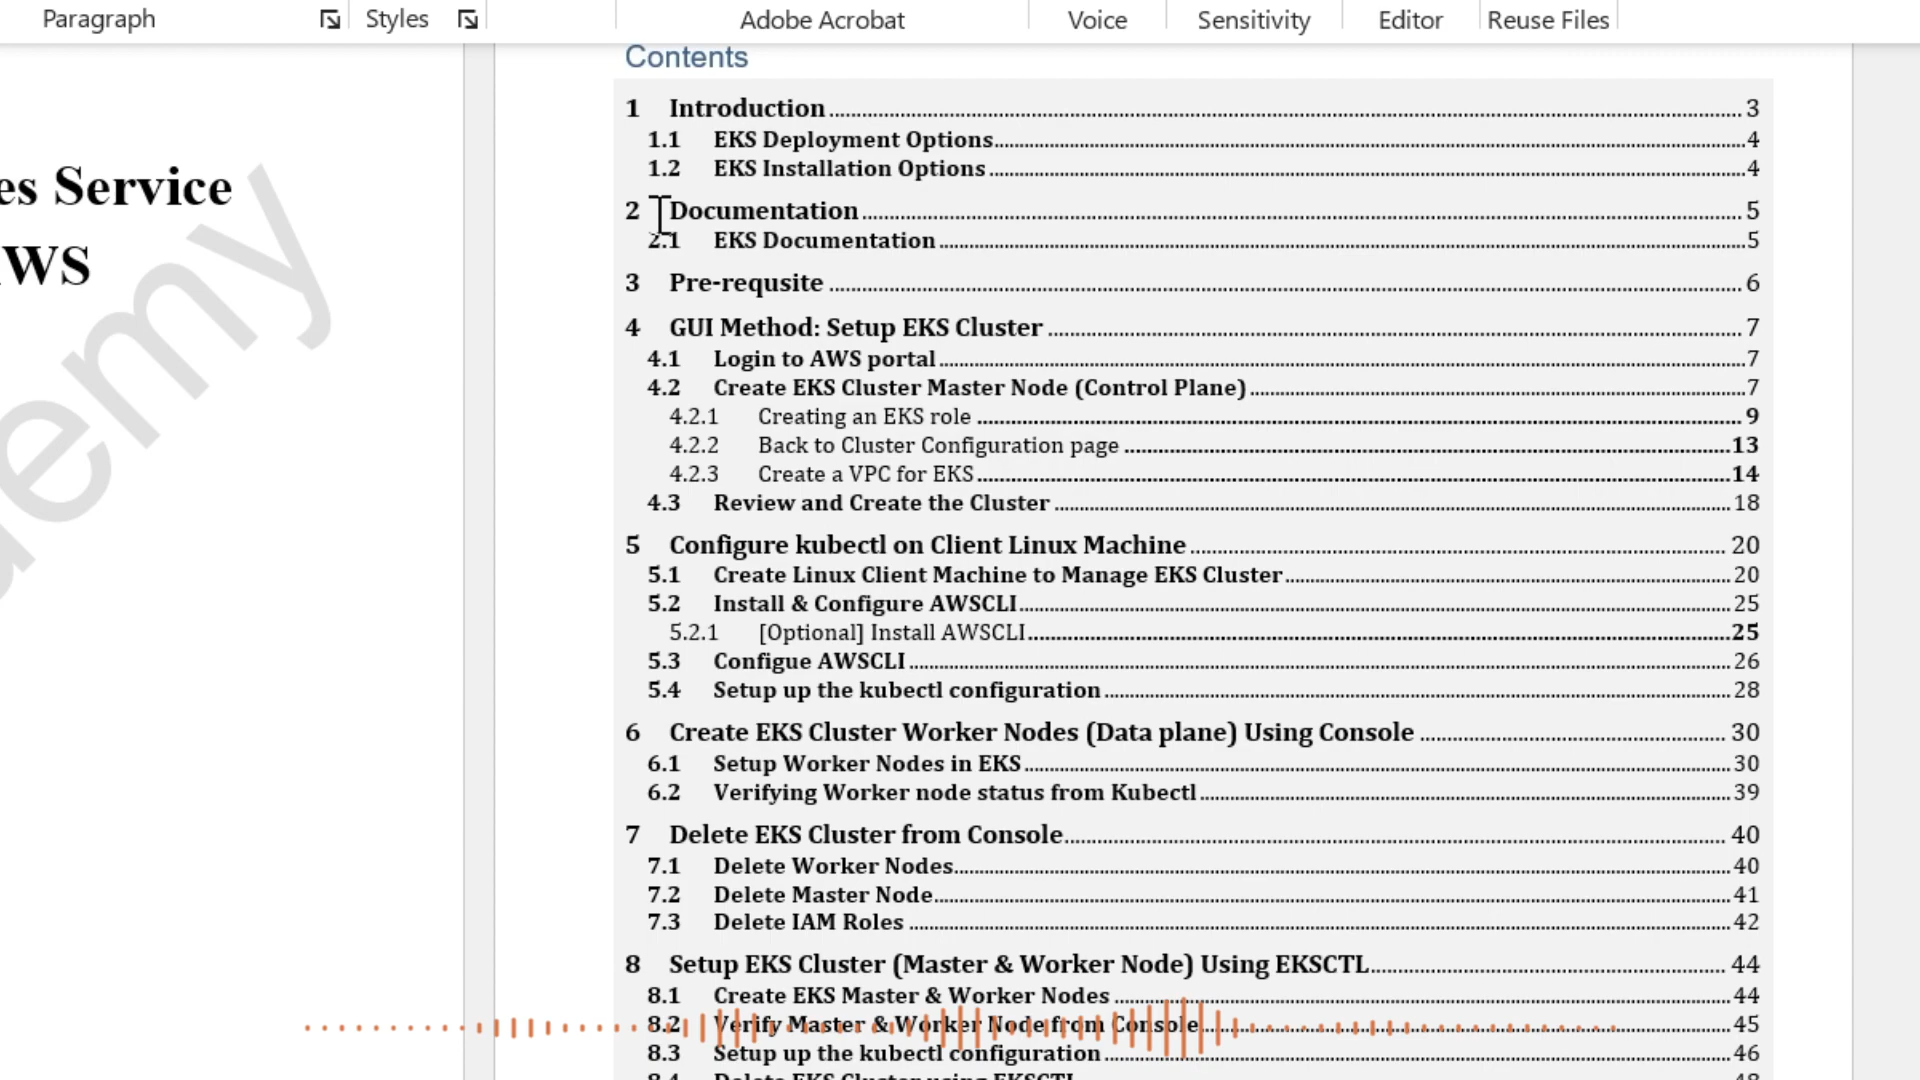 Paragraph Styles Adobe Acrobat Voice Sensitivity Editor Reuse Files
es Service
WS
demy
Contents
1 Introduction 3
1.1 EKS Deployment Options 4
1.2 EKS Installation Options 4
2 Documentation 5
2.1 EKS Documentation 5
3 Pre-requsite 6
4 GUI Method: Setup EKS Cluster 7
4.1 Login to AWS portal 7
4.2 Create EKS Cluster Master Node (Control Plane) 7
4.2.1 Creating an EKS role 9
4.2.2 Back to Cluster Configuration page 13
4.2.3 Create a VPC for EKS 14
4.3 Review and Create the Cluster 18
5 Configure kubectl on Client Linux Machine 20
5.1 Create Linux Client Machine to Manage EKS Cluster 20
5.2 Install & Configure AWSCLI 25
5.2.1 [Optional] Install AWSCLI 25
5.3 Configue AWSCLI 26
5.4 Setup up the kubectl configuration 28
6 Create EKS Cluster Worker Nodes (Data plane) Using Console 30
6.1 Setup Worker Nodes in EKS 30
6.2 Verifying Worker node status from Kubectl 39
7 Delete EKS Cluster from Console 40
7.1 Delete Worker Nodes 40
7.2 Delete Master Node 41
7.3 Delete IAM Roles 42
8 Setup EKS Cluster (Master & Worker Node) Using EKSCTL 44
8.1 Create EKS Master & Worker Nodes 44
8.2 Verify Master & Worker Node from Console 45
8.3 Setup up the kubectl configuration 46
8.4 Delete EKS Cluster using EKSCTL 48